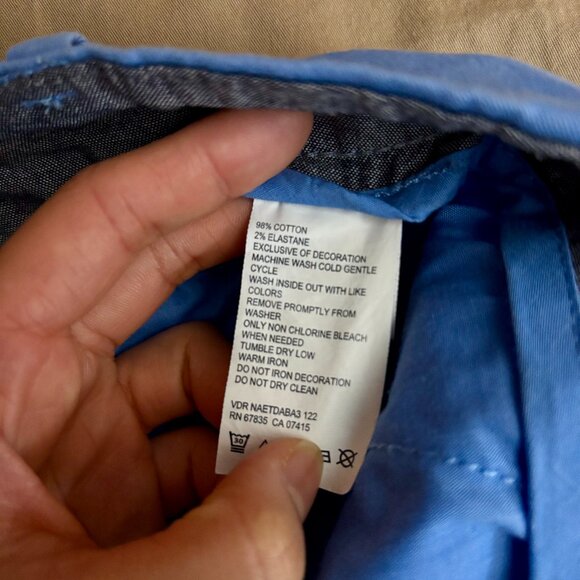 98% COTTON
2% ELASTANE
EXCLUSIVE OF DECORATION
MACHINE WASH COLD GENTLE
CYCLE
WASH INSIDE OUT WITH LIKE
COLORS
REMOVE PROMPTLY FROM
WASHER
ONLY NON CHLORINE BLEACH
WHEN NEEDED
TUMBLE DRY LOW
WARM IRON
DO NOT IRON DECORATION
DO NOT DRY CLEAN
VDR NAETDABA3 122
RN 67835 CA 07415
30